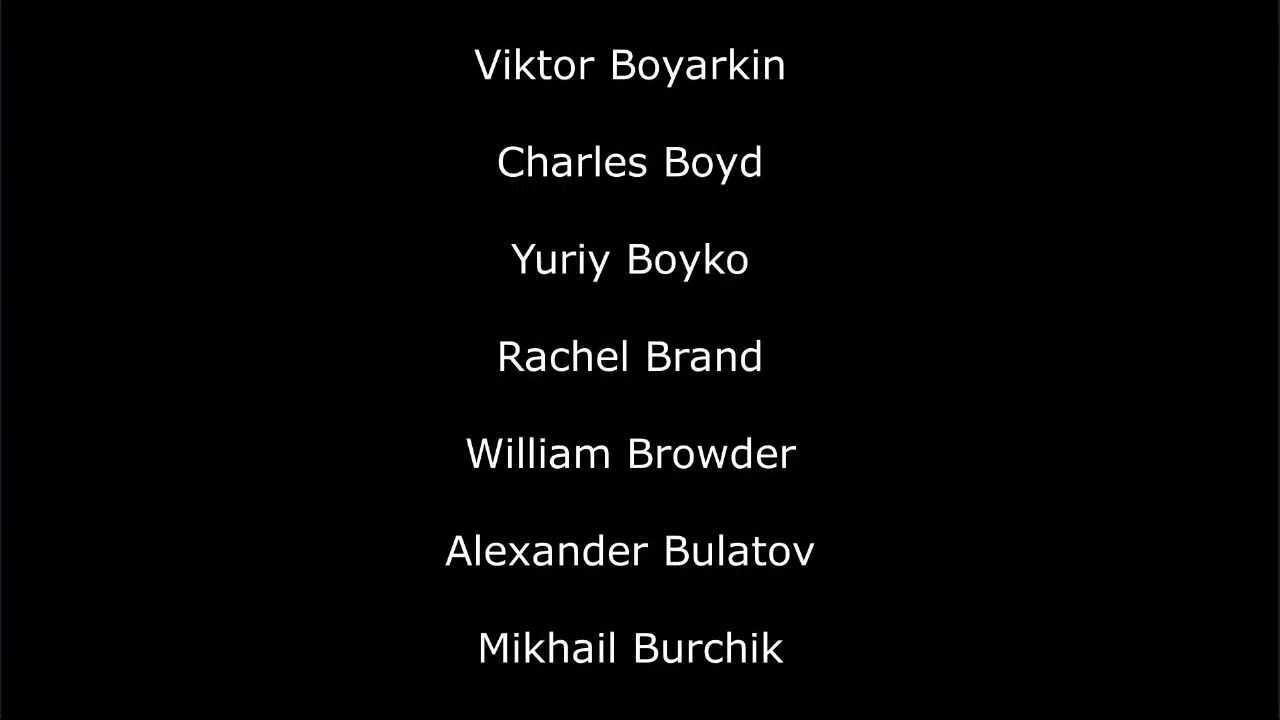 Viktor Boyarkin
Charles Boyd
Yuriy Boyko
Rachel Brand
William Browder
Alexander Bulatov
Mikhail Burchik